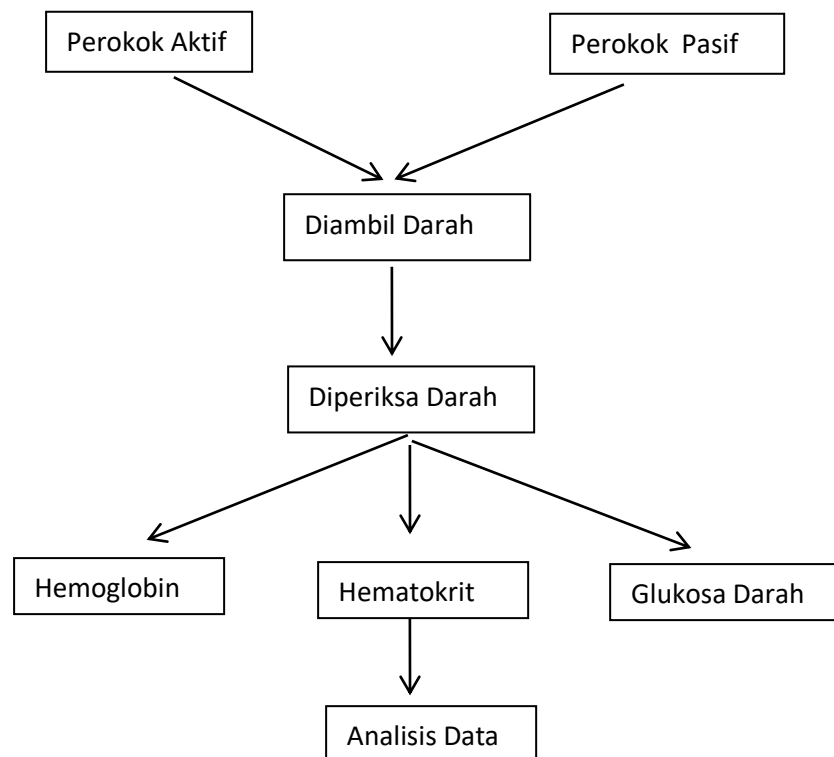 Perokok Aktif
Perokok Pasif
Diambil Darah
Diperiksa Darah
Hemoglobin
Hematokrit
Glukosa Darah
Analisis Data